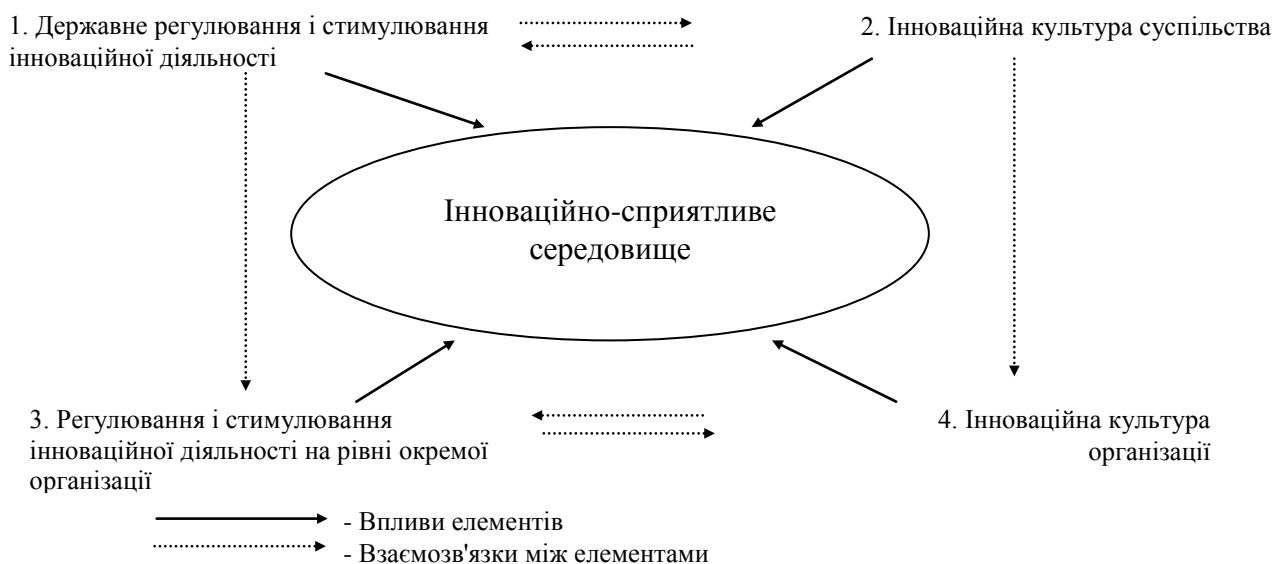 1. Державне регулювання і стимулювання
інноваційної діяльності
2. Інноваційна культура суспільства
Інноваційно-сприятливе
середовище
3. Регулювання і стимулювання
інноваційної діяльності на рівні окремої
організації
4. Інноваційна культура
організації
- Впливи елементів
- Взаємозв'язки між елементами